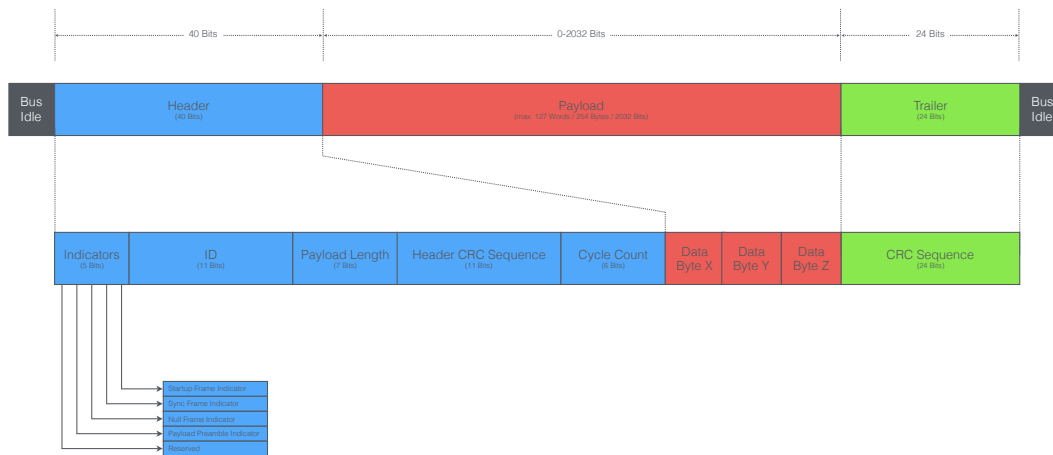 40 Bits
0-2032 Bits
24 Bits
Bus
Idle
Header
(40 Bits)
Payload
(max. 127 Words / 254 Bytes / 2032 Bits)
Trailer
(24 Bits)
Bus
Idle
Indicators
(5 Bits)
ID
(11 Bits)
Payload Length
(7 Bits)
Header CRC Sequence
(11 Bits)
Cycle Count
(6 Bits)
Data
Byte X
Data
Byte Y
Data
Byte Z
CRC Sequence
(24 Bits)
Startup Frame Indicator
Sync Frame Indicator
Null Frame Indicator
Payload Preamble Indicator
Reserved